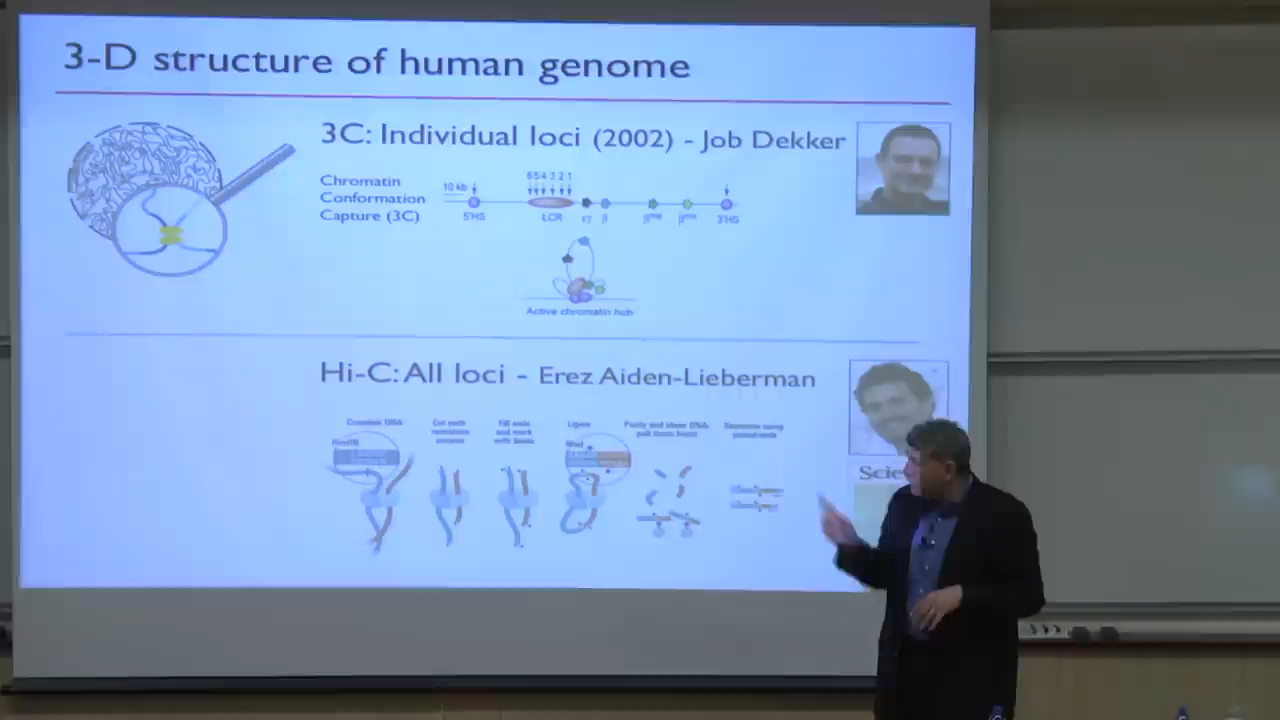 3-D structure of human genome
3C: Individual loci (2002) - Job Dekker
Chromatin
Conformation
Capture (3C)
10 kb
6 5 4 3 2 1
5'HS LCR εγ β 3'HS
Active chromatin hub
Hi-C: All loci - Erez Aiden-Lieberman
Crosslink DNA
Cut with
restriction
enzyme
Fill ends
and mark
with biotin
Ligate
Purify and shear DNA
pull down biotin
Sequence using
paired-ends
HindIII
NheI
Scie